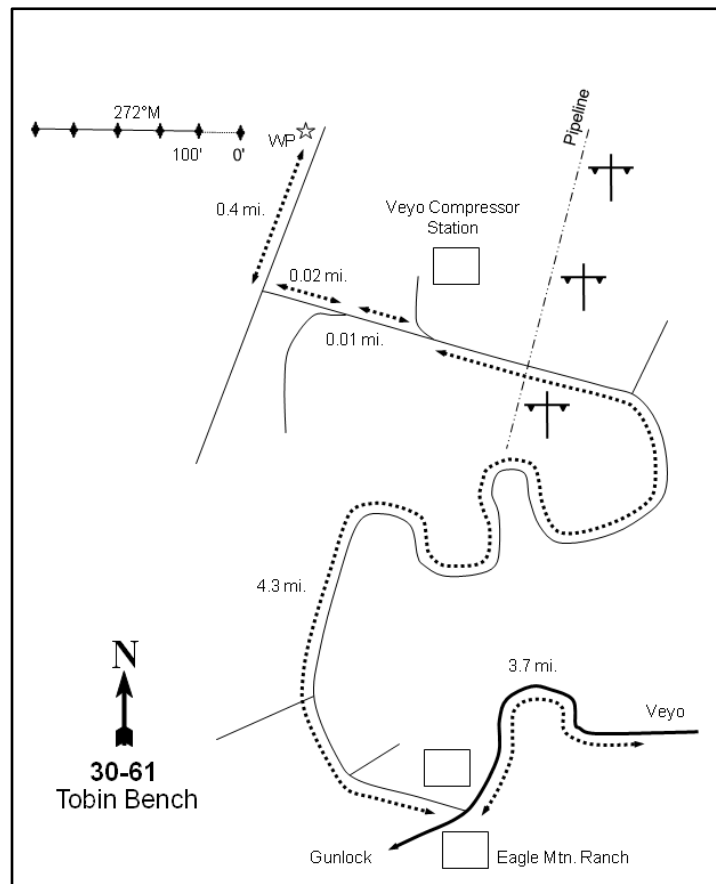 272°M
WP
100'
0'
Pipeline
0.4 mi.
Veyo Compressor
Station
0.02 mi.
0.01 mi.
4.3 mi.
N
3.7 mi.
Veyo
30-61
Tobin Bench
Gunlock
Eagle Mtn. Ranch